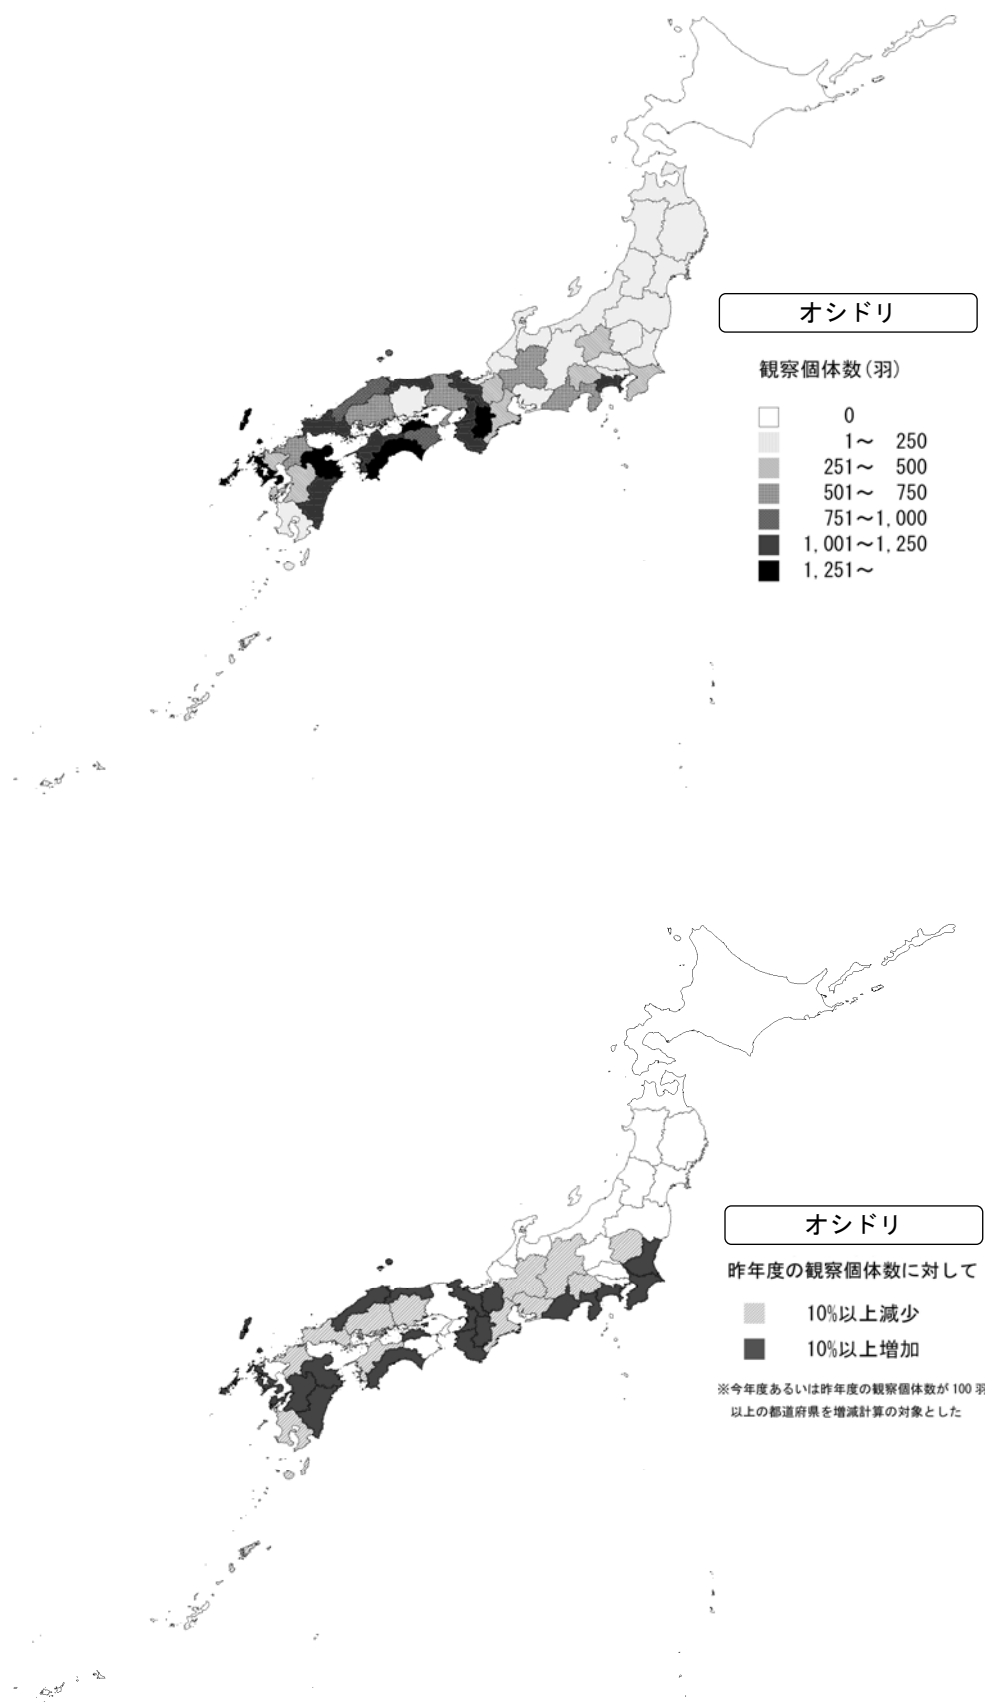 オシドリ
観察個体数(羽)
0
1～ 250
251～ 500
501～ 750
751～1,000
1,001～1,250
1,251～
オシドリ
昨年度の観察個体数に対して
10%以上減少
10%以上増加
※今年度あるいは昨年度の観察個体数が 100 羽
以上の都道府県を増減計算の対象とした